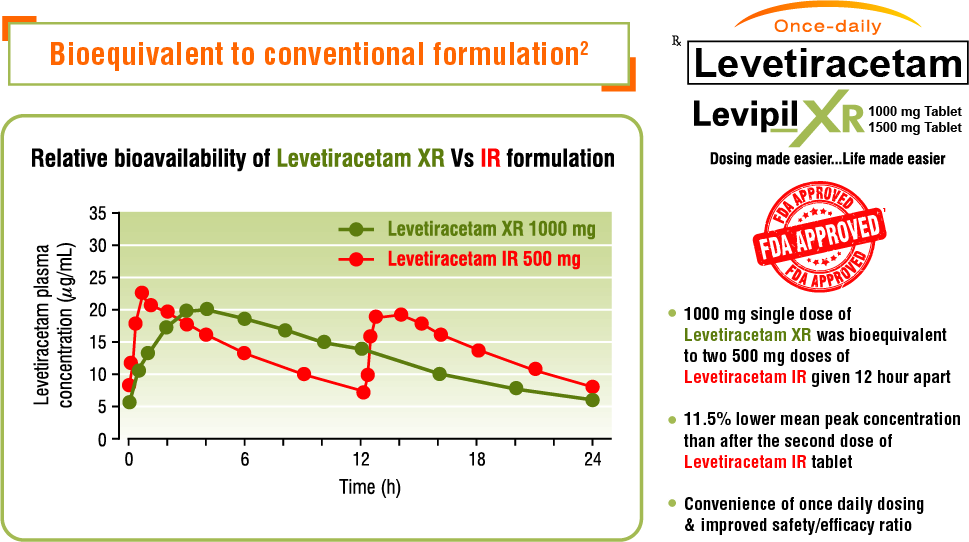 Bioequivalent to conventional formulation²
Relative bioavailability of Levetiracetam XR Vs IR formulation
Levetiracetam plasma
concentration (µg/mL)
35
30
25
20
15
10
5
0
Levetiracetam XR 1000 mg
Levetiracetam IR 500 mg
0 6 12 18 24
Time (h)
Once-daily
℞
Levetiracetam
Levipil XR 1000 mg Tablet
1500 mg Tablet
Dosing made easier...Life made easier
FDA APPROVED
FDA APPROVED¹
FDA APPROVED
• 1000 mg single dose of
Levetiracetam XR was bioequivalent
to two 500 mg doses of
Levetiracetam IR given 12 hour apart
• 11.5% lower mean peak concentration
than after the second dose of
Levetiracetam IR tablet
• Convenience of once daily dosing
& improved safety/efficacy ratio